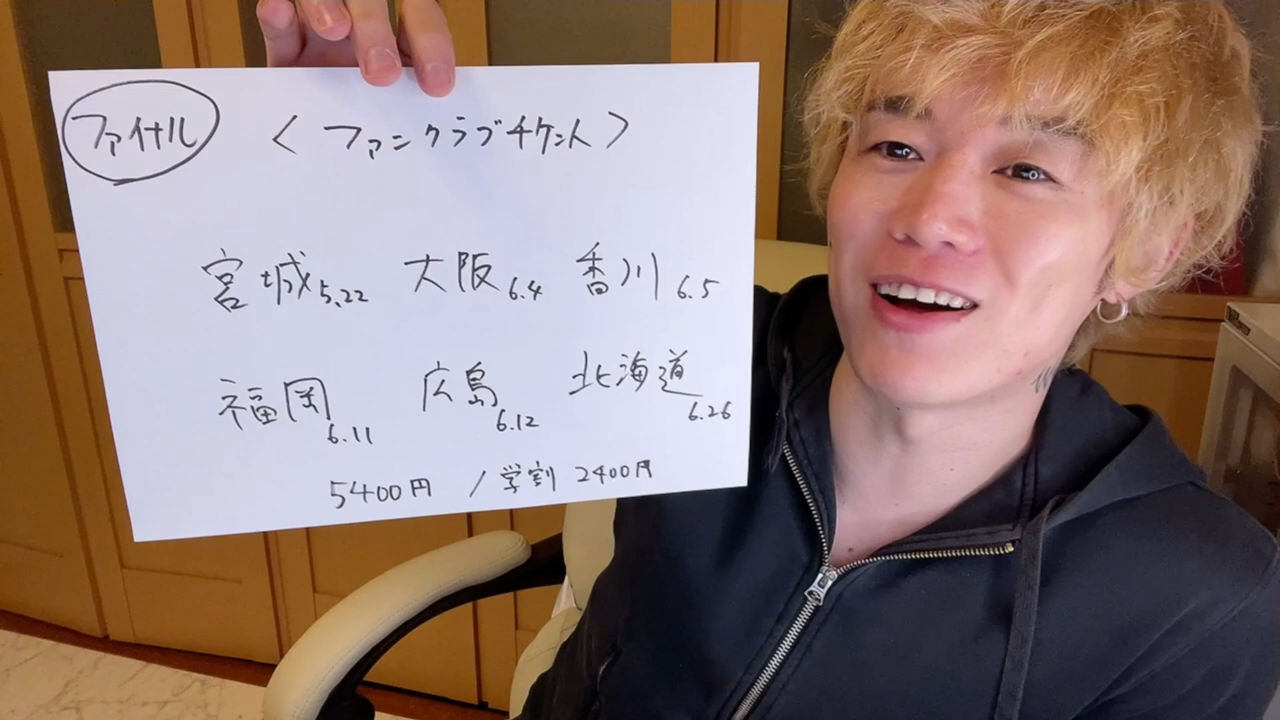 ファイナル
<ファンクラブチケット>
宮城5.22 大阪6.4 香川6.5
福岡6.11 広島6.12 北海道6.26
5400円 / 学割 2400円